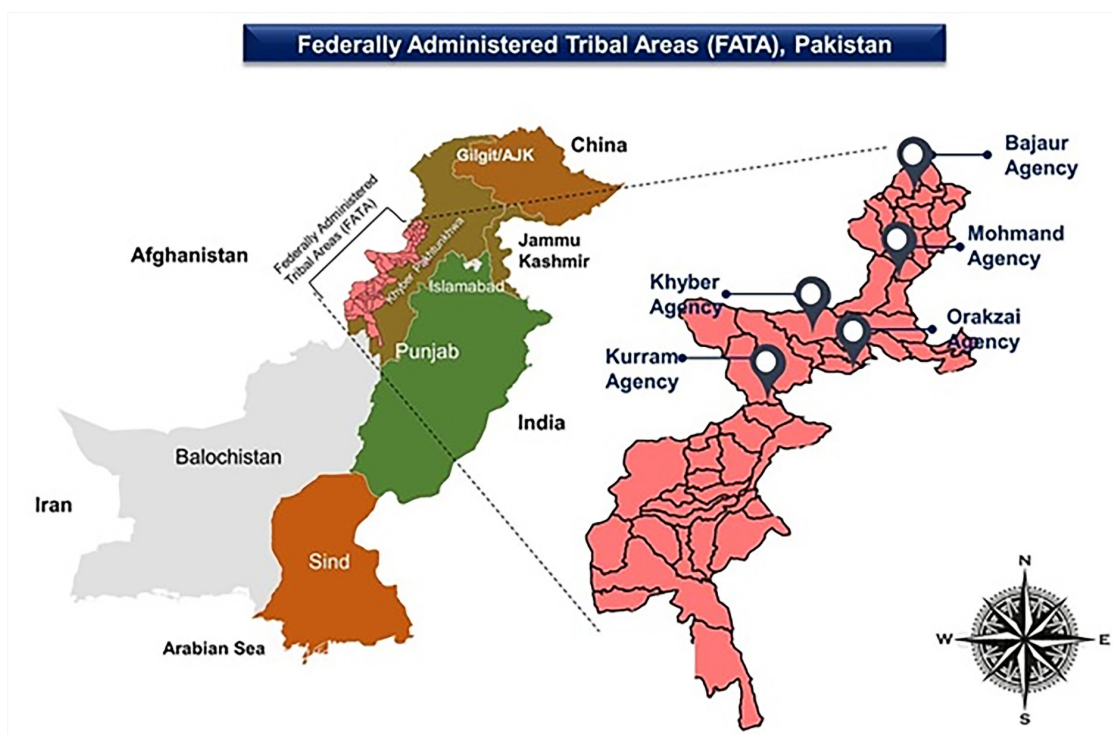 Federally Administered Tribal Areas (FATA), Pakistan
Gilgit/AJK
China
Bajaur
Agency
Federally Administered
Tribal Areas (FATA)
Afghanistan
Khyber Pakhtunkhwa
Jammu
Kashmir
Mohmand
Agency
Islamabad
Khyber
Agency
Orakzai
Agency
Punjab
Kurram
Agency
India
Balochistan
Iran
Sind
Arabian Sea
N
W
E
S